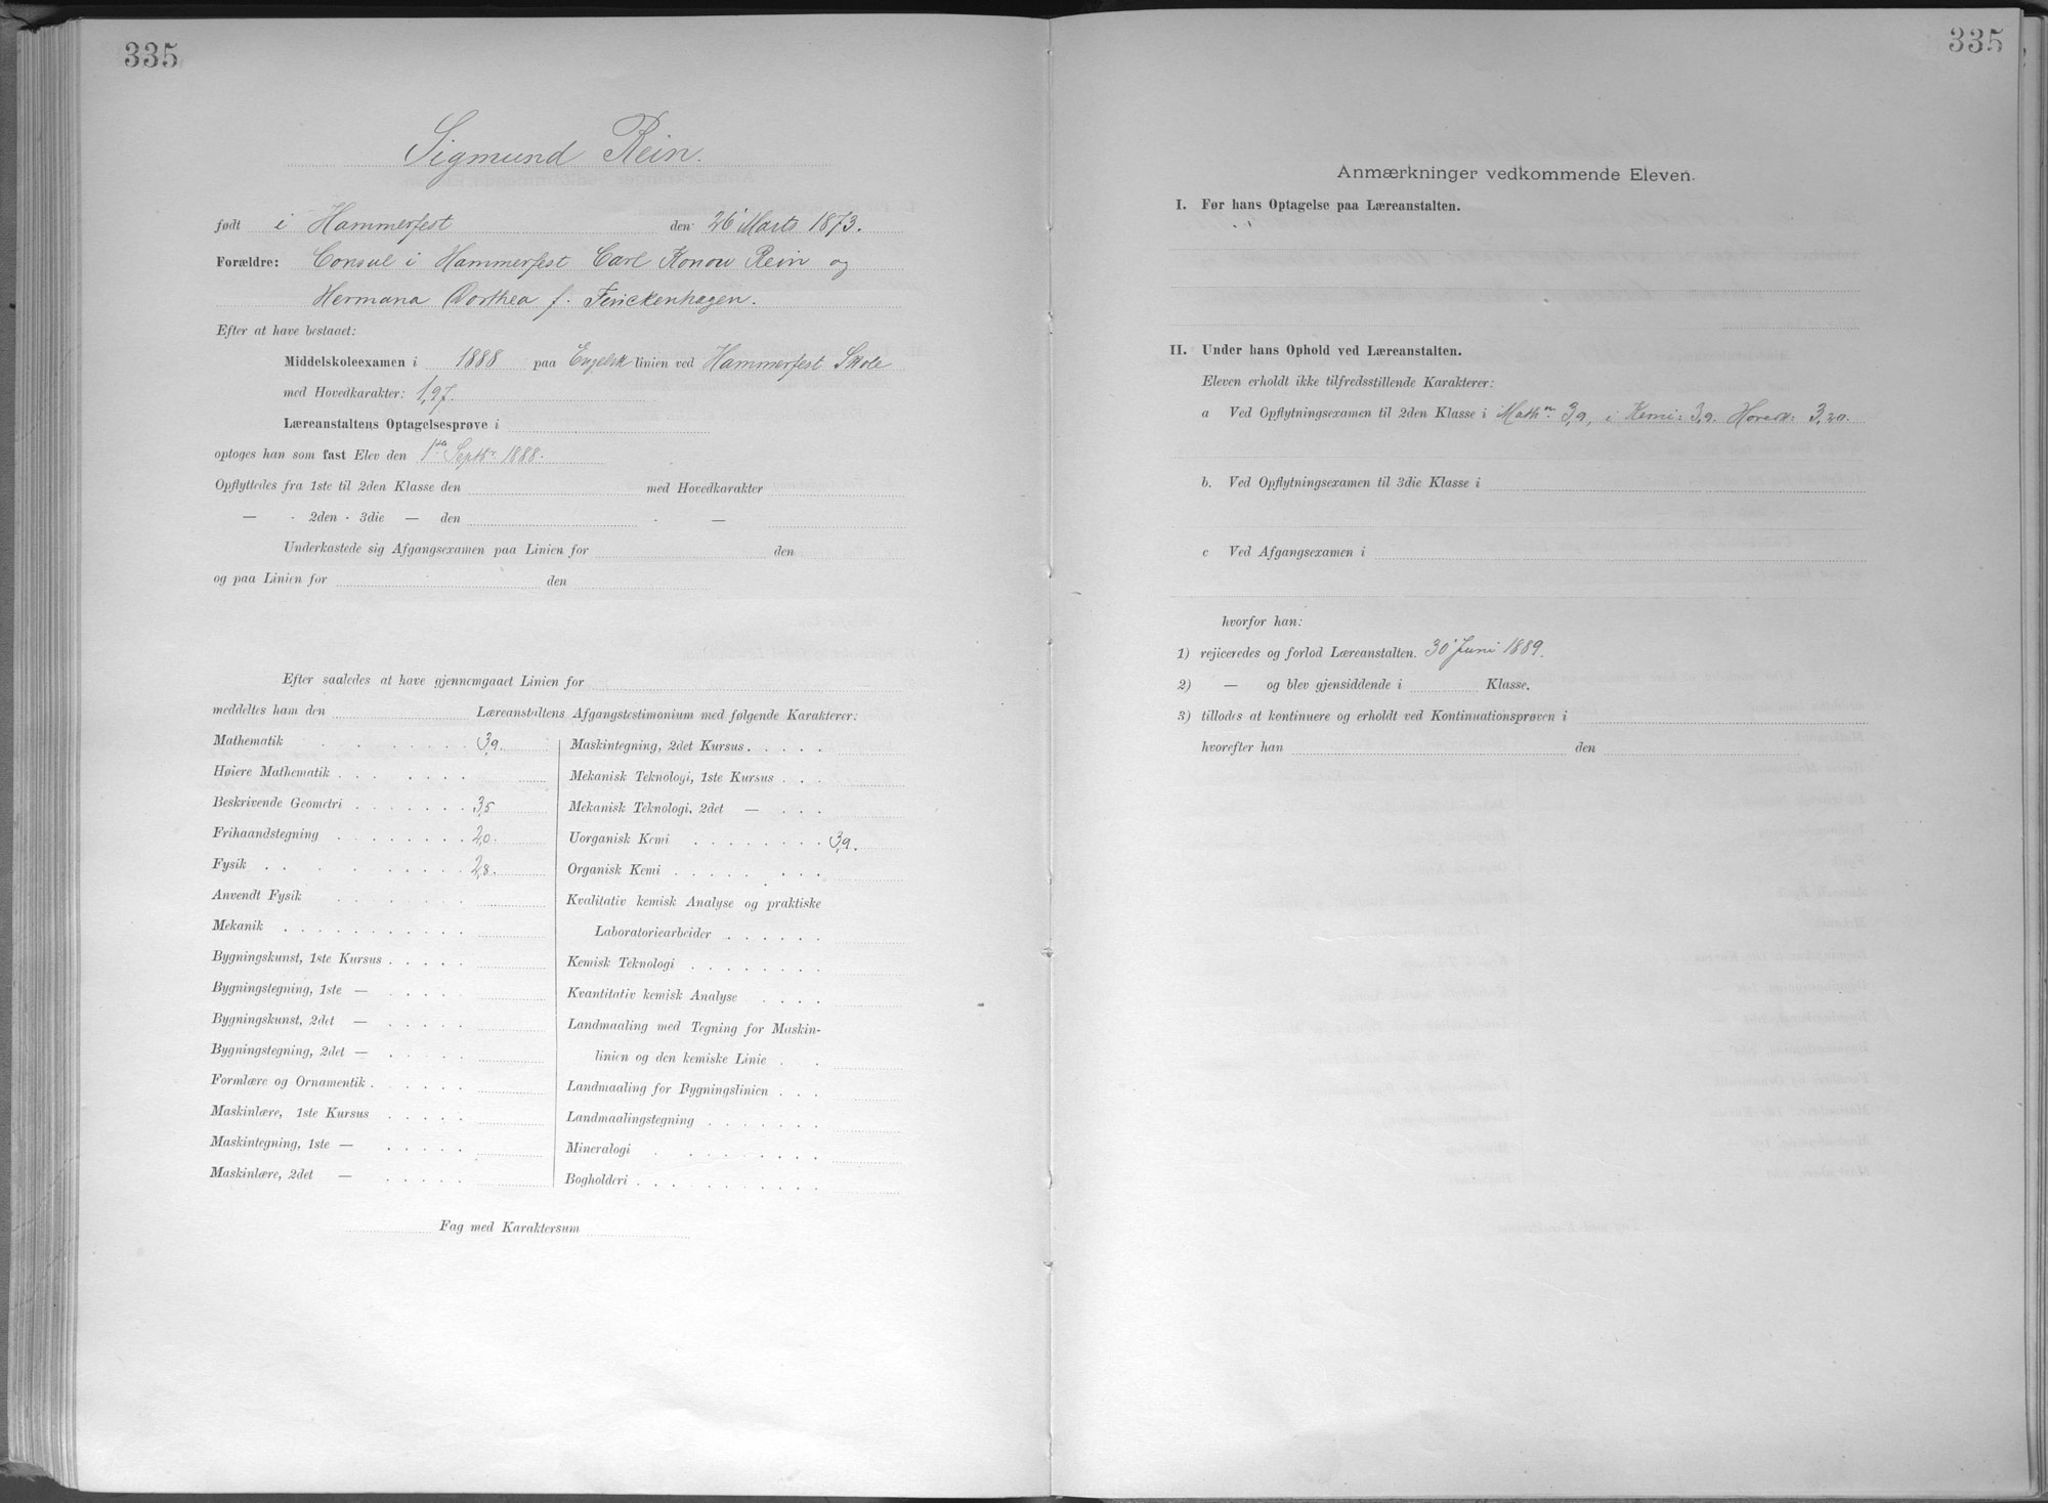 335
Sigmund Rein.
født i Hammerfest den 26' Marts 1873.
Forældre: Consul i Hammerfest Carl Konow Rein og
Hermana Dorthea f. Finckenhagen.
Efter at have bestaaet:
Middelskoleexamen i 1888 paa Engelsk linien ved Hammerfest Skole
med Hovedkarakter: 1,97.
Læreanstaltens Optagelsesprøve i
optoges han som fast Elev den 1ste Septbr. 1888.
Opflyttedes fra 1ste til 2den Klasse den med Hovedkarakter
— - 2den - 3die — den - —
Underkastede sig Afgangsexamen paa Linien for den
og paa Linien for den
Efter saaledes at have gjennemgaaet Linien for
meddeltes ham den Læreanstaltens Afgangstestimonium med følgende Karakterer:
Mathematik 3,9.
Høiere Mathematik
Beskrivende Geometri 3,5
Frihaandstegning 2,0.
Fysik 2,8.
Anvendt Fysik
Mekanik
Bygningskunst, 1ste Kursus
Bygningstegning, 1ste —
Bygningskunst, 2det —
Bygningstegning, 2det —
Formlære og Ornamentik
Maskinlære, 1ste Kursus
Maskintegning, 1ste —
Maskinlære, 2det —
Maskintegning, 2det Kursus
Mekanisk Teknologi, 1ste Kursus
Mekanisk Teknologi, 2det —
Uorganisk Kemi 3,9.
Organisk Kemi
Kvalitativ kemisk Analyse og praktiske
Laboratoriearbeider
Kemisk Teknologi
Kvantitativ kemisk Analyse
Landmaaling med Tegning for Maskin-
linien og den kemiske Linie
Landmaaling for Bygningslinien
Landmaalingstegning
Mineralogi
Bogholderi
Fag med Karaktersum
335
Anmærkninger vedkommende Eleven.
I. Før hans Optagelse paa Læreanstalten.
II. Under hans Ophold ved Læreanstalten.
Eleven erholdt ikke tilfredsstillende Karakterer:
a Ved Opflytningsexamen til 2den Klasse i Math. 3,9, i Kemi: 3,9. Hovedk: 3,20.
b. Ved Opflytningsexamen til 3die Klasse i
c Ved Afgangsexamen i
hvorfor han:
1) rejiceredes og forlod Læreanstalten. 30' Juni 1889.
2) — og blev gjensiddende i Klasse.
3) tillodes at kontinuere og erholdt ved Kontinuationsprøven i
hvorefter han den